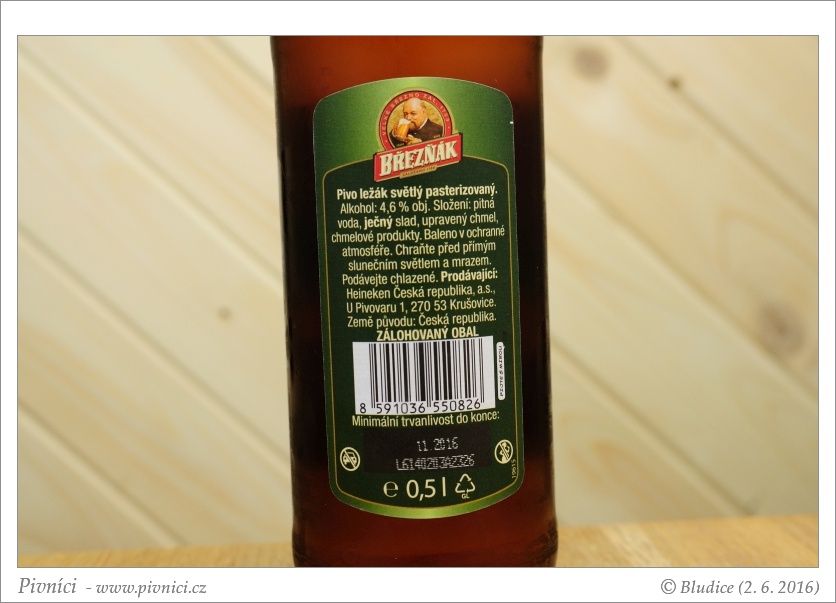 BŘEZŇÁK
Pivo ležák světlý pasterizovaný.
Alkohol: 4,6 % obj. Složení: pitná
voda, ječný slad, upravený chmel,
chmelové produkty. Baleno v ochranné
atmosféře. Chraňte před přímým
slunečním světlem a mrazem.
Podávejte chlazené. Prodávající:
Heineken Česká republika, a.s.,
U Pivovaru 1, 270 53 Krušovice.
Země původu: Česká republika.
ZÁLOHOVANÝ OBAL
8 591036 550826
Minimální trvanlivost do konce:
11.2016
L6140203A2326
℮ 0,5 l
GL
Pivníci - www.pivnici.cz
© Bludice (2. 6. 2016)